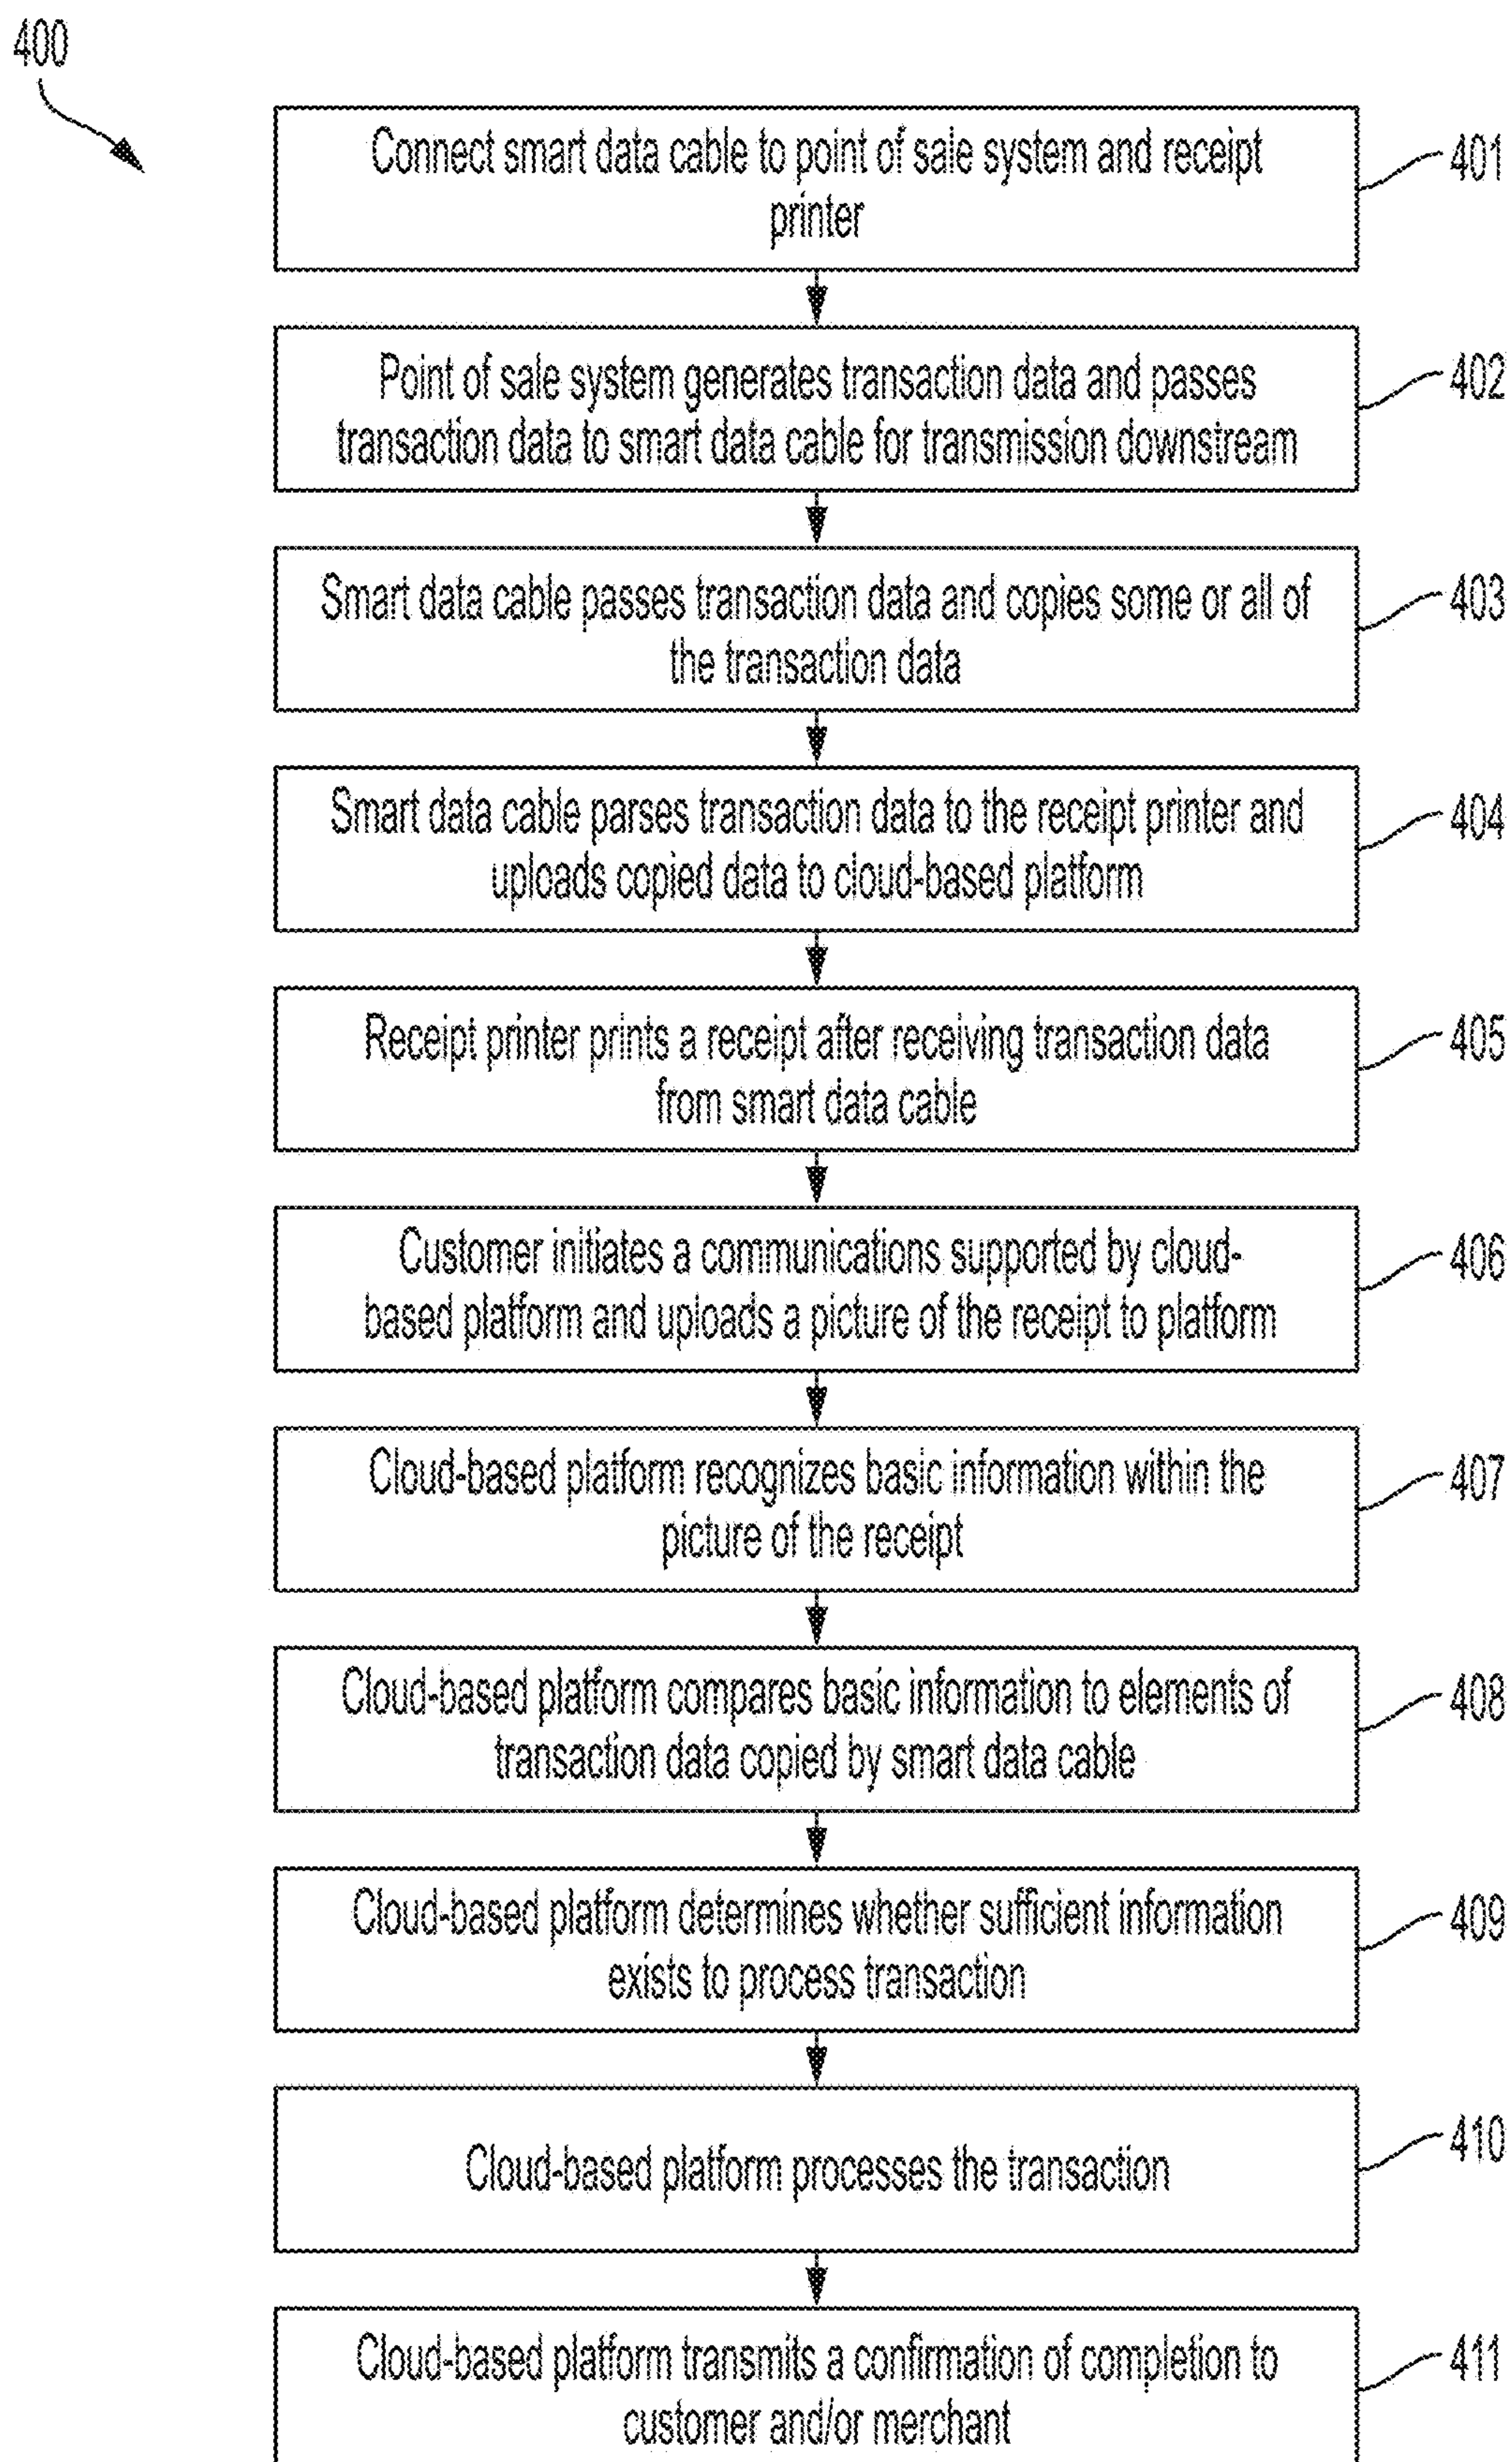 400
Connect smart data cable to point of sale system and receipt
printer
401
Point of sale system generates transaction data and passes
transaction data to smart data cable for transmission downstream
402
Smart data cable passes transaction data and copies some or all of
the transaction data
403
Smart data cable parses transaction data to the receipt printer and
uploads copied data to cloud-based platform
404
Receipt printer prints a receipt after receiving transaction data
from smart data cable
405
Customer initiates a communications supported by cloud-
based platform and uploads a picture of the receipt to platform
406
Cloud-based platform recognizes basic information within the
picture of the receipt
407
Cloud-based platform compares basic information to elements of
transaction data copied by smart data cable
408
Cloud-based platform determines whether sufficient information
exists to process transaction
409
Cloud-based platform processes the transaction
410
Cloud-based platform transmits a confirmation of completion to
customer and/or merchant
411